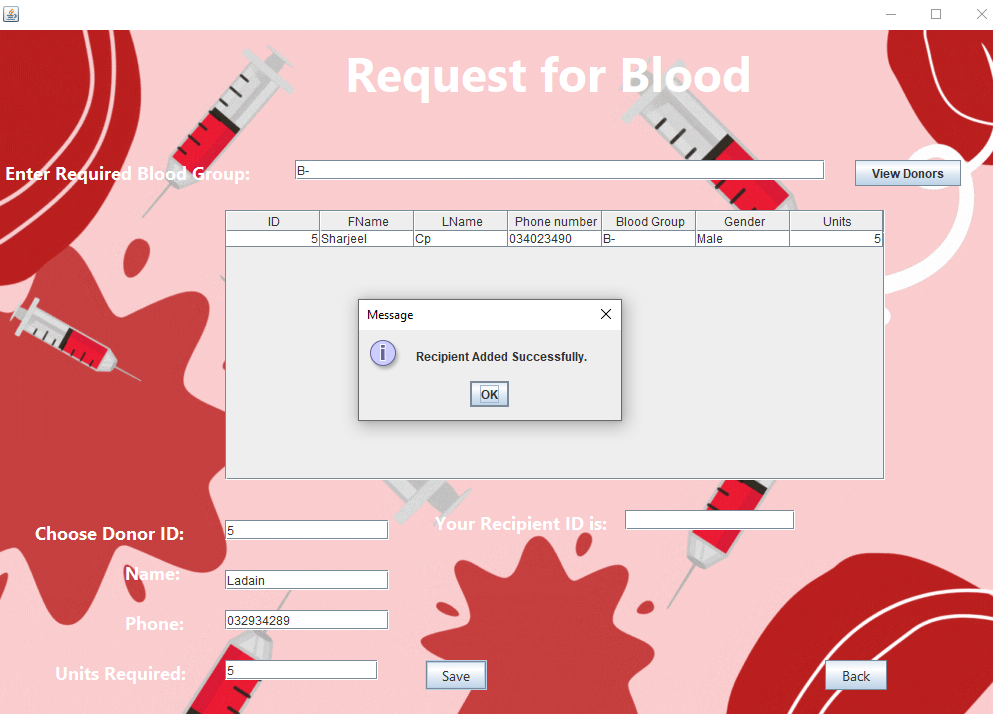 Request for Blood
Enter Required Blood Group: B- View Donors
ID FName LName Phone number Blood Group Gender Units
5 Sharjeel Cp 034023490 B- Male 5
Message
i Recipient Added Successfully.
OK
Choose Donor ID: 5 Your Recipient ID is:
Name: Ladain
Phone: 032934289
Units Required: 5 Save Back